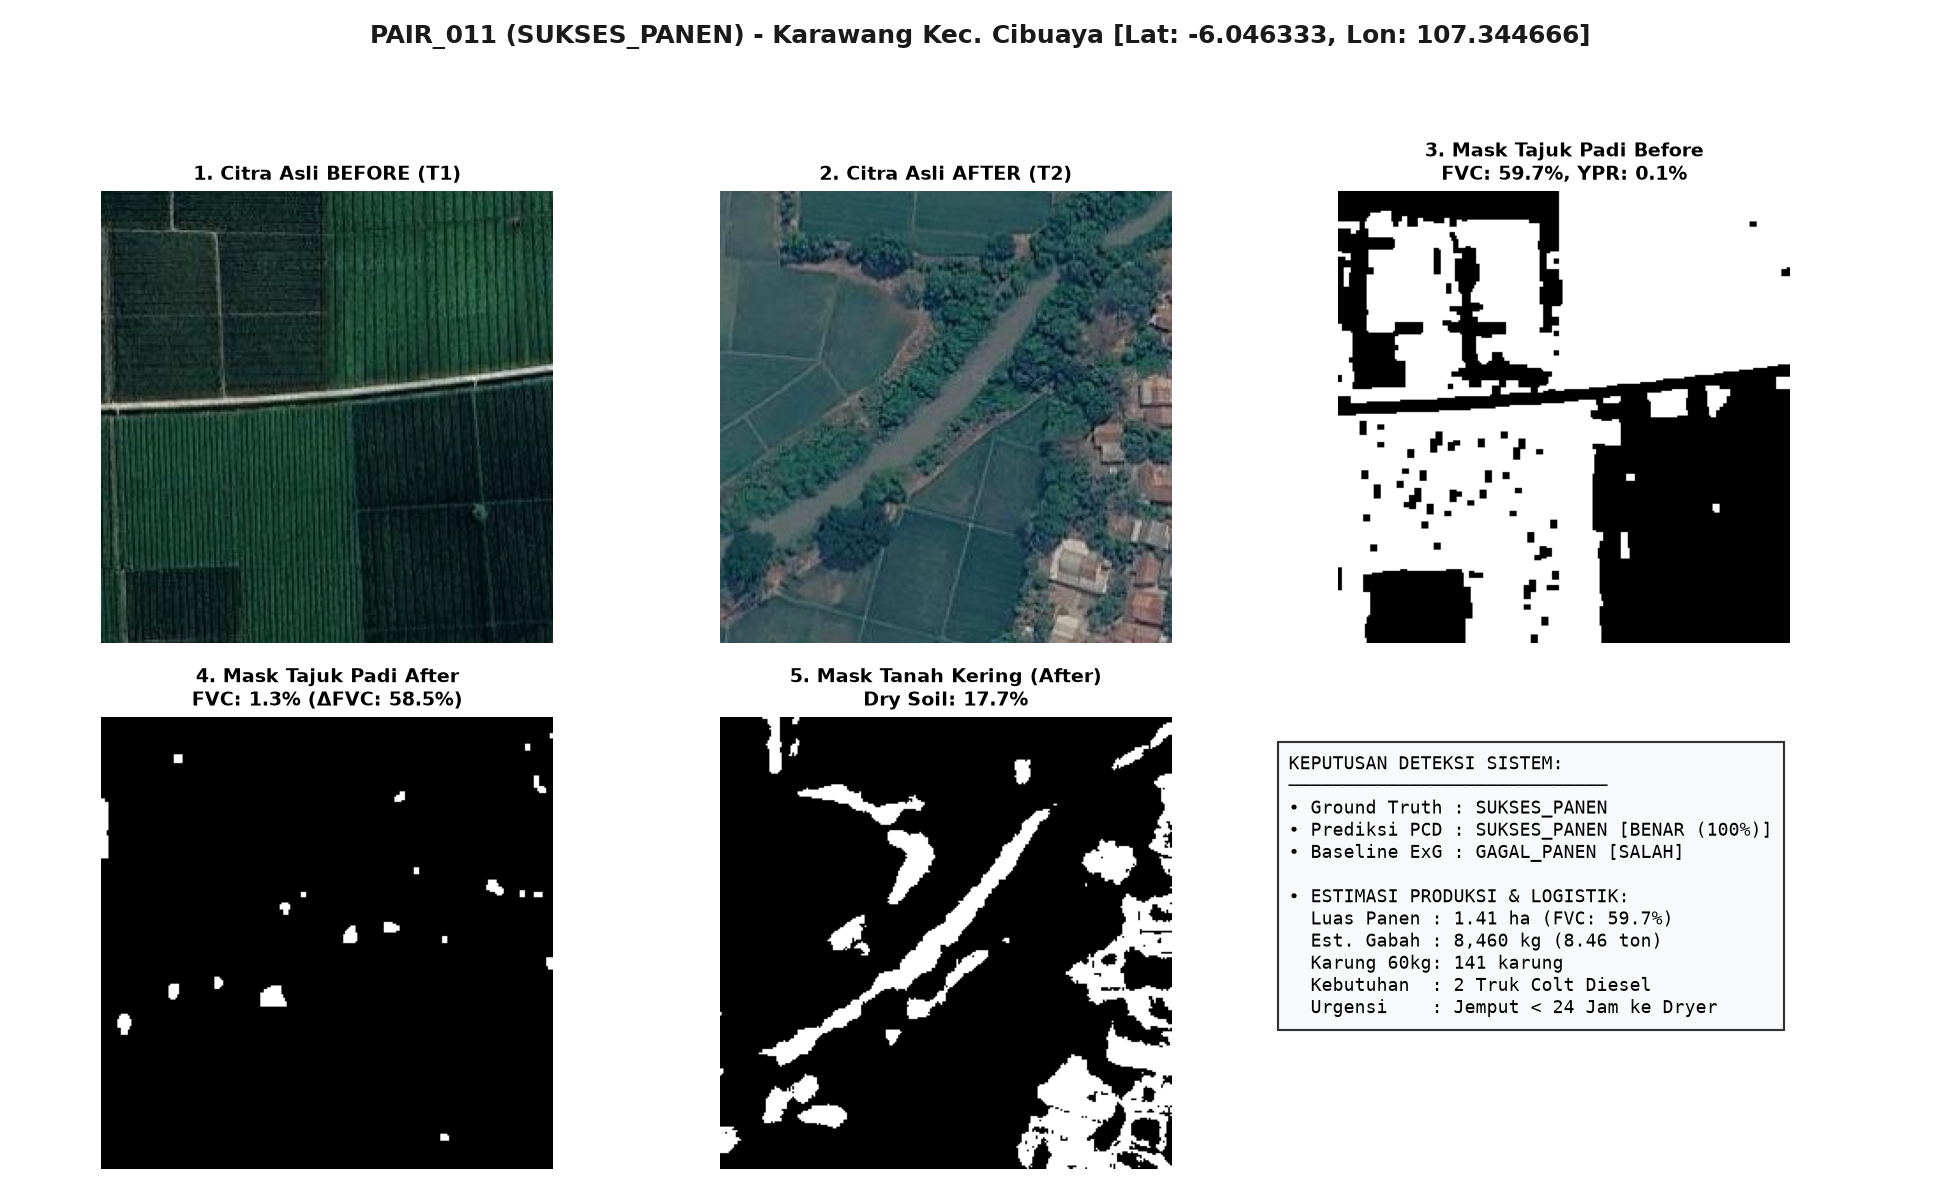 PAIR_011 (SUKSES_PANEN) - Karawang Kec. Cibuaya [Lat: -6.046333, Lon: 107.344666]
1. Citra Asli BEFORE (T1)
2. Citra Asli AFTER (T2)
3. Mask Tajuk Padi Before
FVC: 59.7%, YPR: 0.1%
4. Mask Tajuk Padi After
FVC: 1.3% (ΔFVC: 58.5%)
5. Mask Tanah Kering (After)
Dry Soil: 17.7%
KEPUTUSAN DETEKSI SISTEM:
• Ground Truth : SUKSES_PANEN
• Prediksi PCD : SUKSES_PANEN [BENAR (100%)]
• Baseline ExG : GAGAL_PANEN [SALAH]
• ESTIMASI PRODUKSI & LOGISTIK:
Luas Panen : 1.41 ha (FVC: 59.7%)
Est. Gabah : 8,460 kg (8.46 ton)
Karung 60kg: 141 karung
Kebutuhan : 2 Truk Colt Diesel
Urgensi : Jemput < 24 Jam ke Dryer